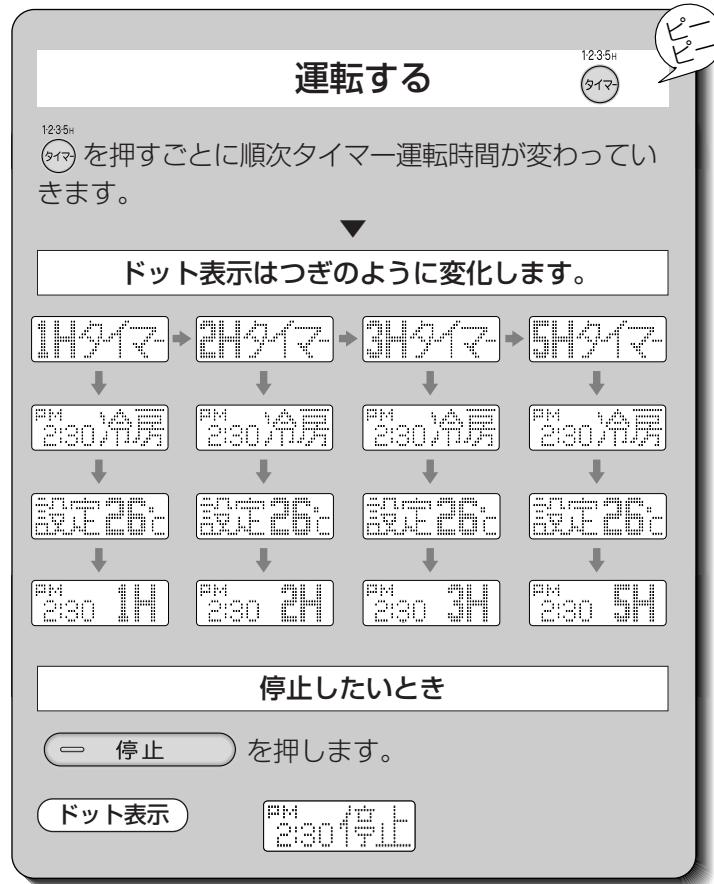 ピー
ピー
運転する
1・2・3・5H
タイマー
1・2・3・5H
タイマー を押すごとに順次タイマー運転時間が変わってい
きます。
▼
ドット表示はつぎのように変化します。
1Hタイマー → 2Hタイマー → 3Hタイマー → 5Hタイマー
PM 2:30 冷房 PM 2:30 冷房 PM 2:30 冷房 PM 2:30 冷房
設定26℃ 設定26℃ 設定26℃ 設定26℃
PM 2:30 1H PM 2:30 2H PM 2:30 3H PM 2:30 5H
停止したいとき
停止 を押します。
ドット表示 PM 2:30 停止